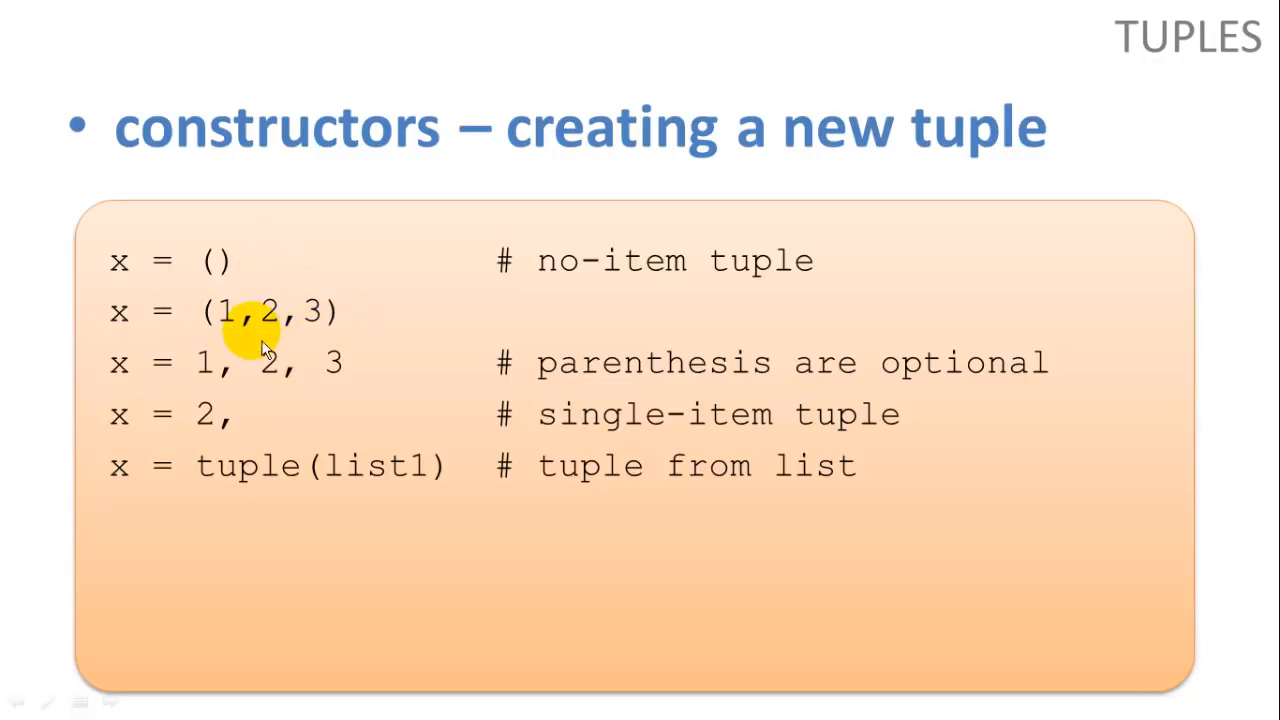 TUPLES
• constructors – creating a new tuple
x = () # no-item tuple
x = (1,2,3)
x = 1, 2, 3 # parenthesis are optional
x = 2, # single-item tuple
x = tuple(list1) # tuple from list